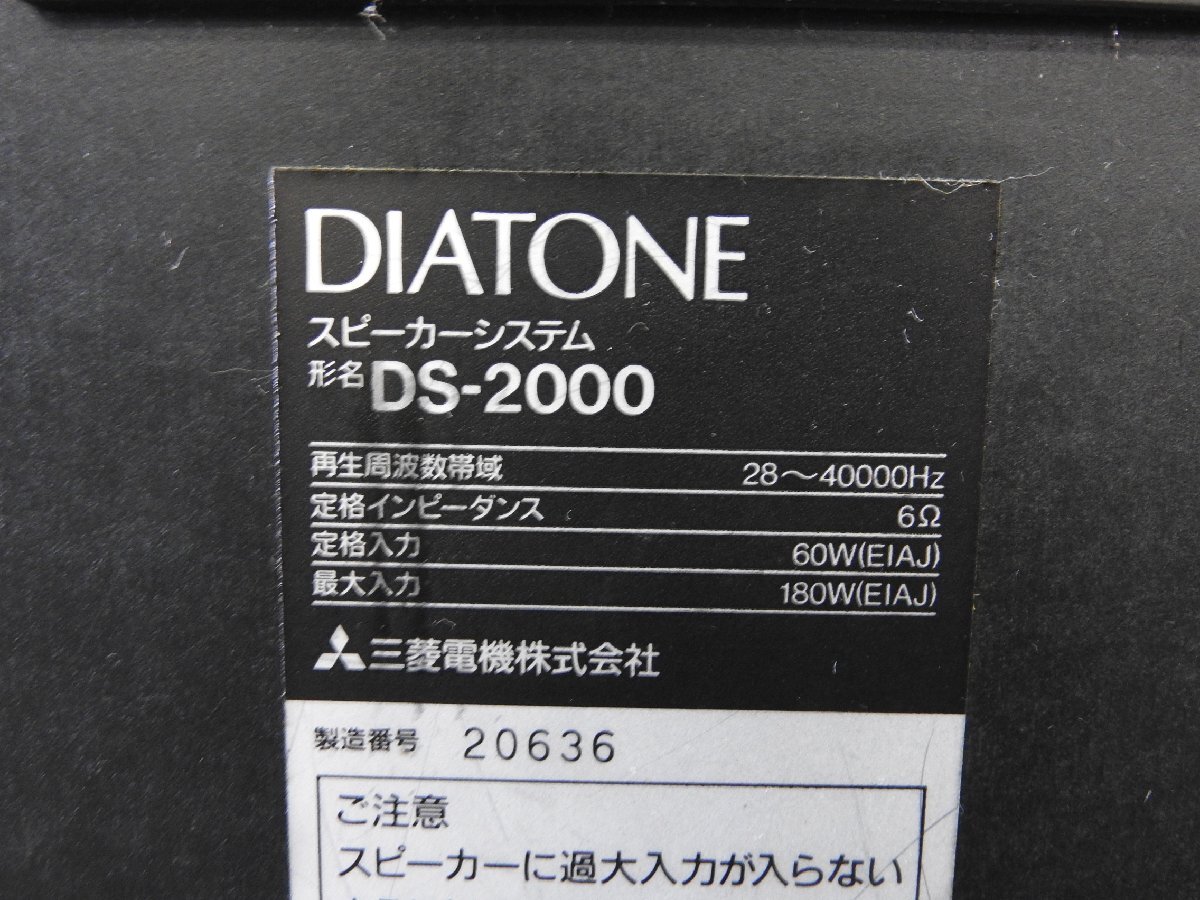 DIATONE
スピーカーシステム
形名 DS-2000
再生周波数帯域 28～40000Hz
定格インピーダンス 6Ω
定格入力 60W(EIAJ)
最大入力 180W(EIAJ)
三菱電機株式会社
製造番号 20636
ご注意
スピーカーに過大入力が入らない